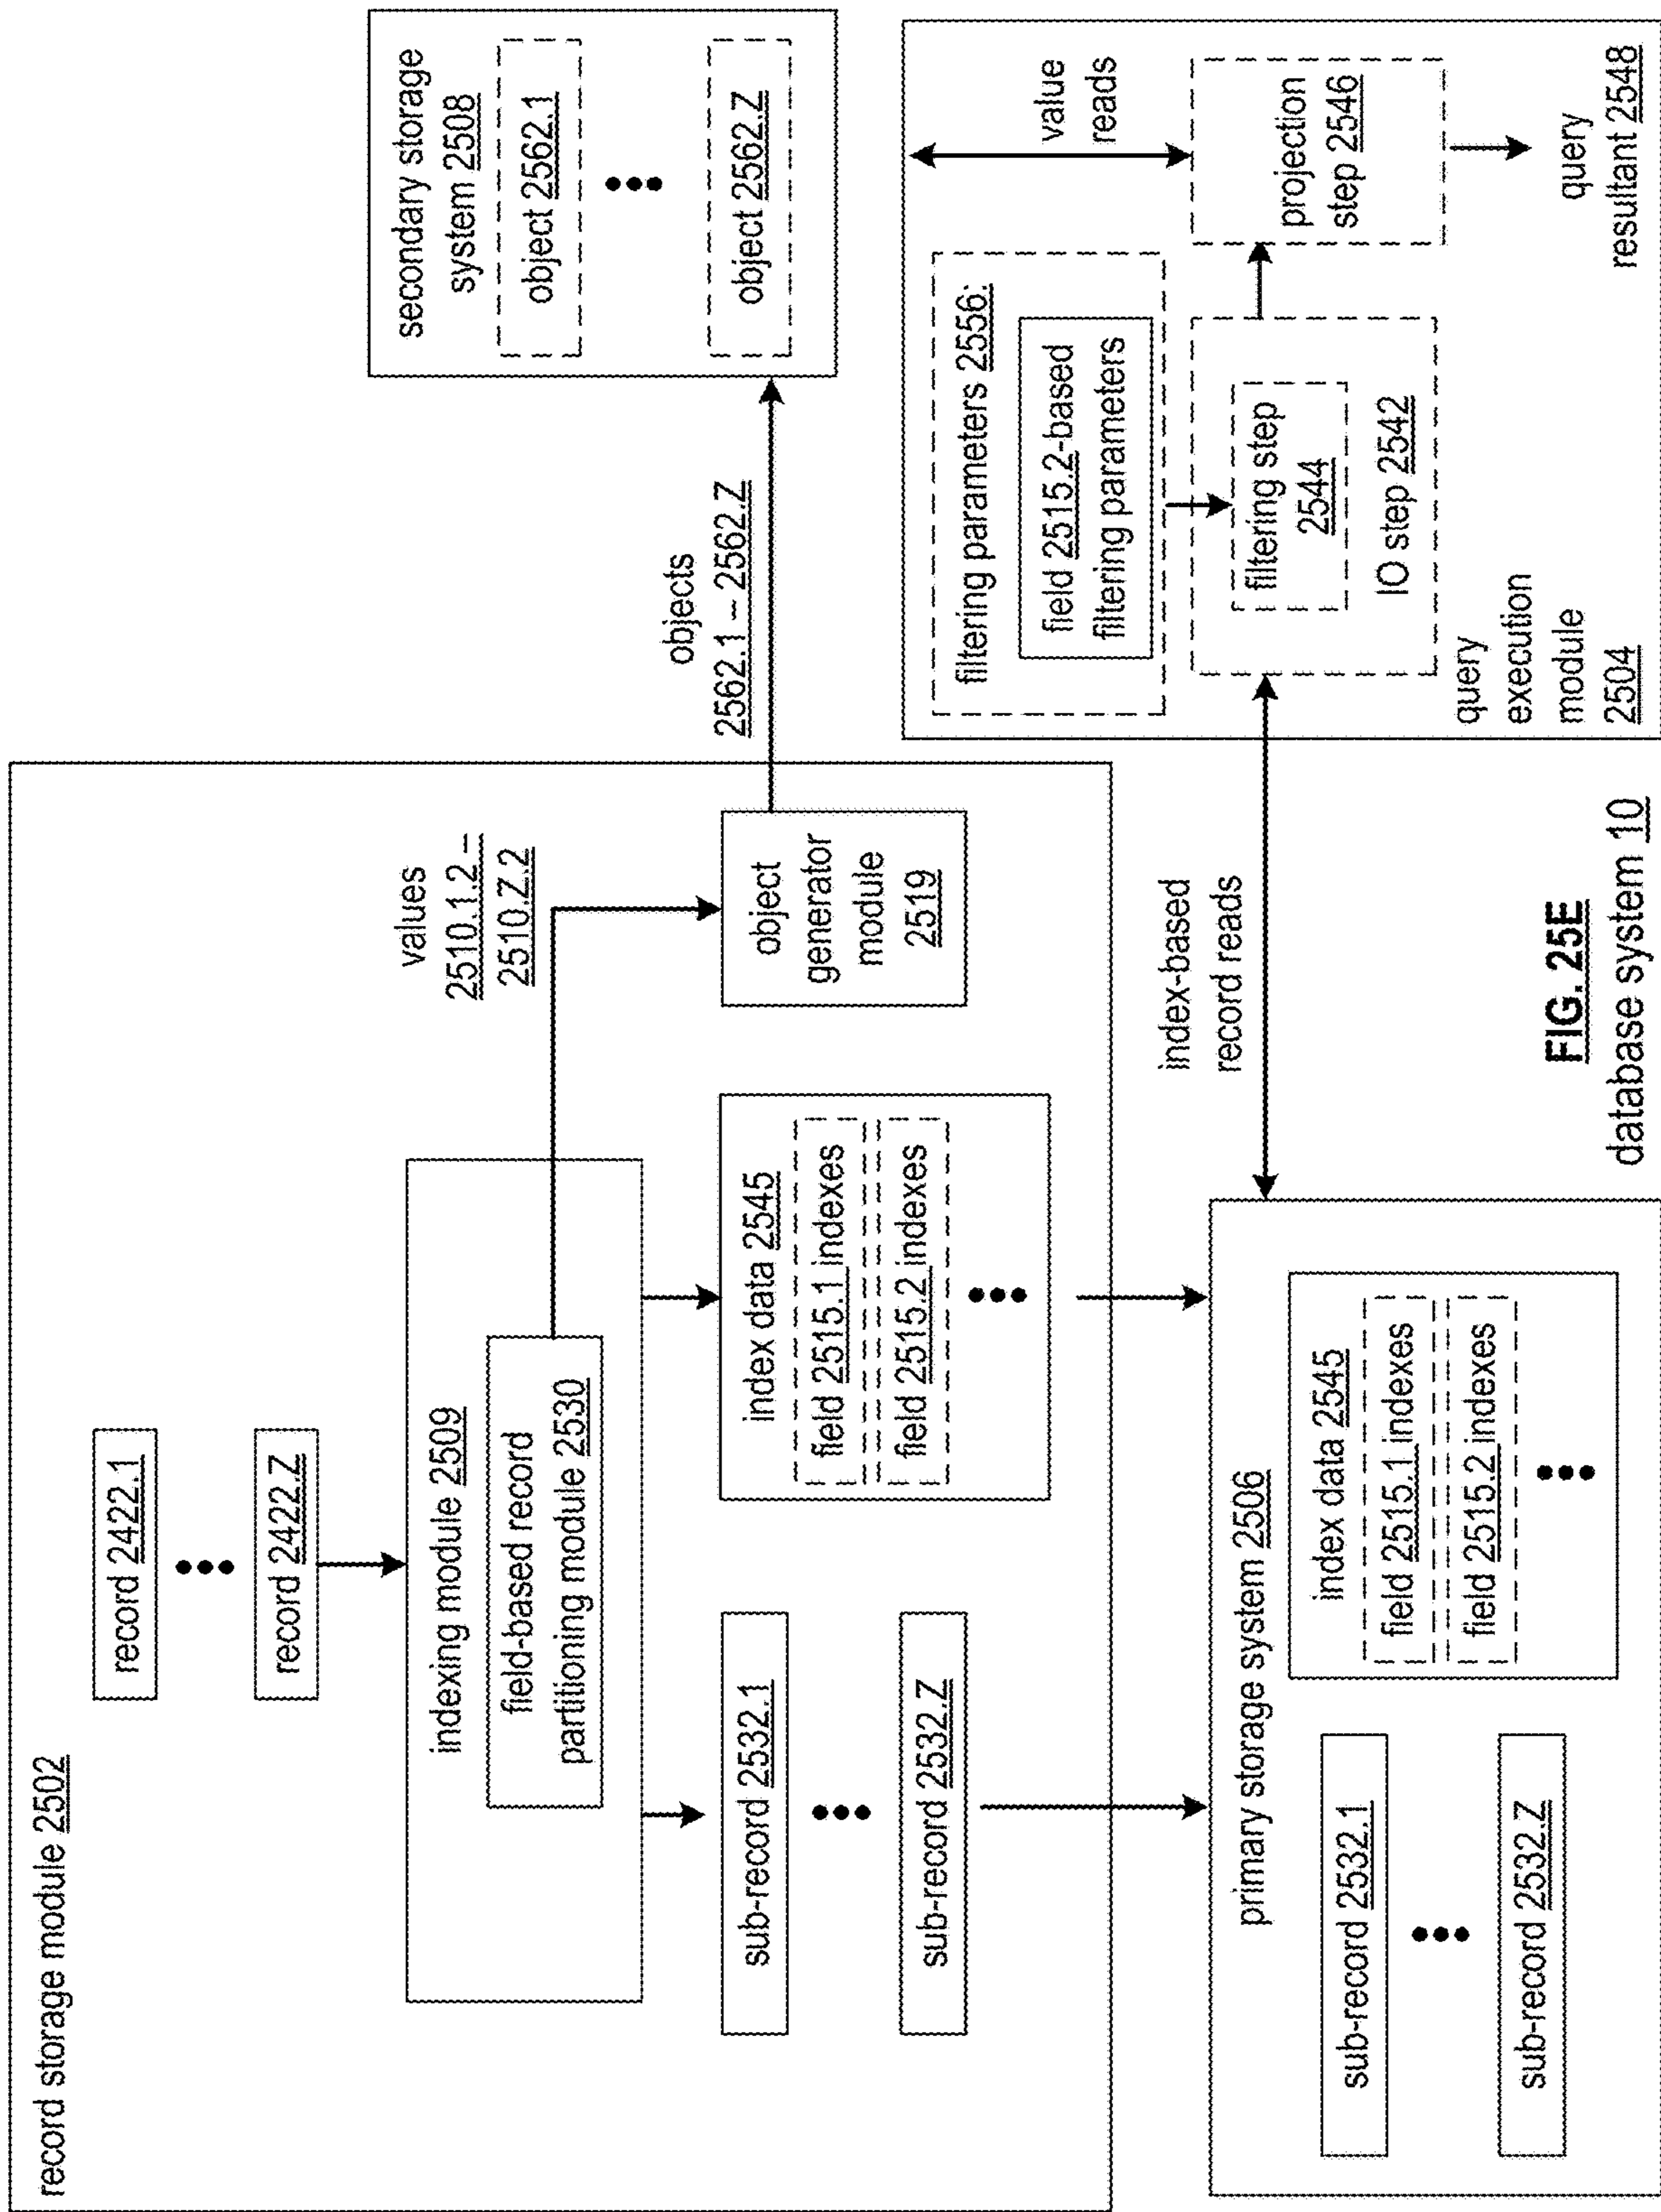 record storage module 2502
record 2422.1
record 2422.Z
indexing module 2509
field-based record
partitioning module 2530
values
2510.1.2 –
2510.Z.2
sub-record 2532.1
sub-record 2532.Z
index data 2545
field 2515.1 indexes
field 2515.2 indexes
object
generator
module
2519
objects
2562.1 – 2562.Z
secondary storage
system 2508
object 2562.1
object 2562.Z
primary storage system 2506
sub-record 2532.1
sub-record 2532.Z
index data 2545
field 2515.1 indexes
field 2515.2 indexes
index-based
record reads
filtering parameters 2556:
field 2515.2-based
filtering parameters
filtering step
2544
IO step 2542
query
execution
module
2504
value
reads
projection
step 2546
query
resultant 2548
FIG. 25E
database system 10